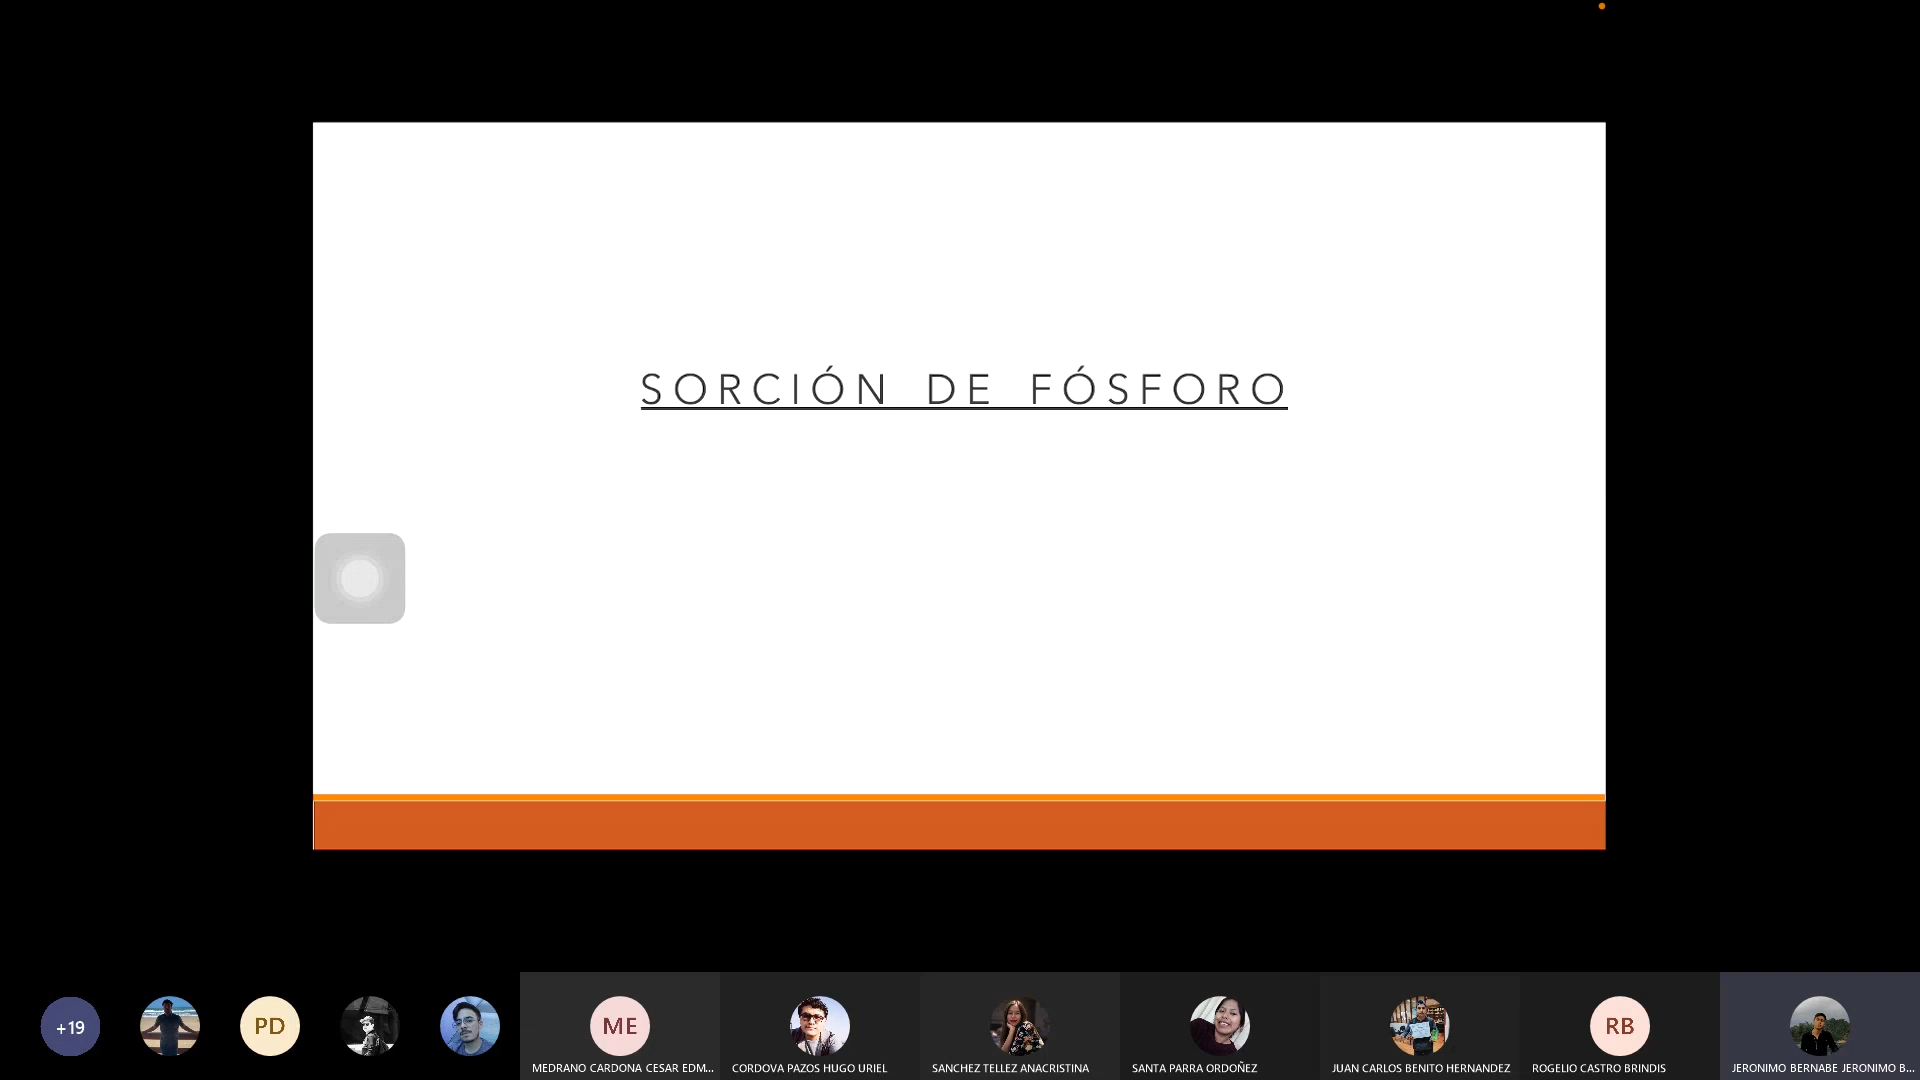 SORCIÓN DE FÓSFORO
+19
PD
ME
RB
MEDRANO CARDONA CESAR EDM...
CORDOVA PAZOS HUGO URIEL
SANCHEZ TELLEZ ANACRISTINA
SANTA PARRA ORDOÑEZ
JUAN CARLOS BENITO HERNANDEZ
ROGELIO CASTRO BRINDIS
JERONIMO BERNABE JERONIMO B...